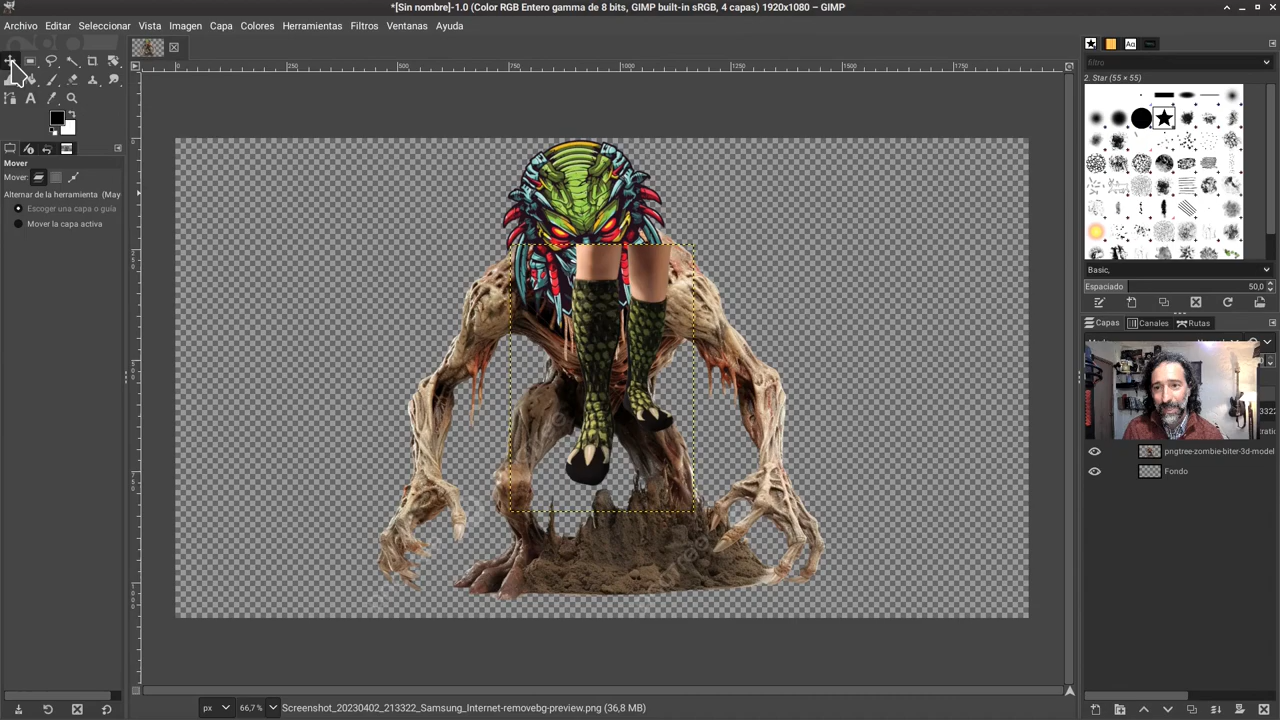 *[Sin nombre]-1.0 (Color RGB Entero gamma de 8 bits, GIMP built-in sRGB, 4 capas) 1920x1080 – GIMP
Archivo Editar Seleccionar Vista Imagen Capa Colores Herramientas Filtros Ventanas Ayuda
0 250 500 750 1000 1250 1500 1750
filtro
2. Star (55 × 55)
Mover
Mover:
Alternar de la herramienta (May
Escoger una capa o guía
Mover la capa activa
Basic,
Espaciado 50,0
Capas Canales Rutas
pngtree-zombie-biter-3d-model
Fondo
px 66,7 % Screenshot_20230402_213322_Samsung_Internet-removebg-preview.png (36,8 MB)